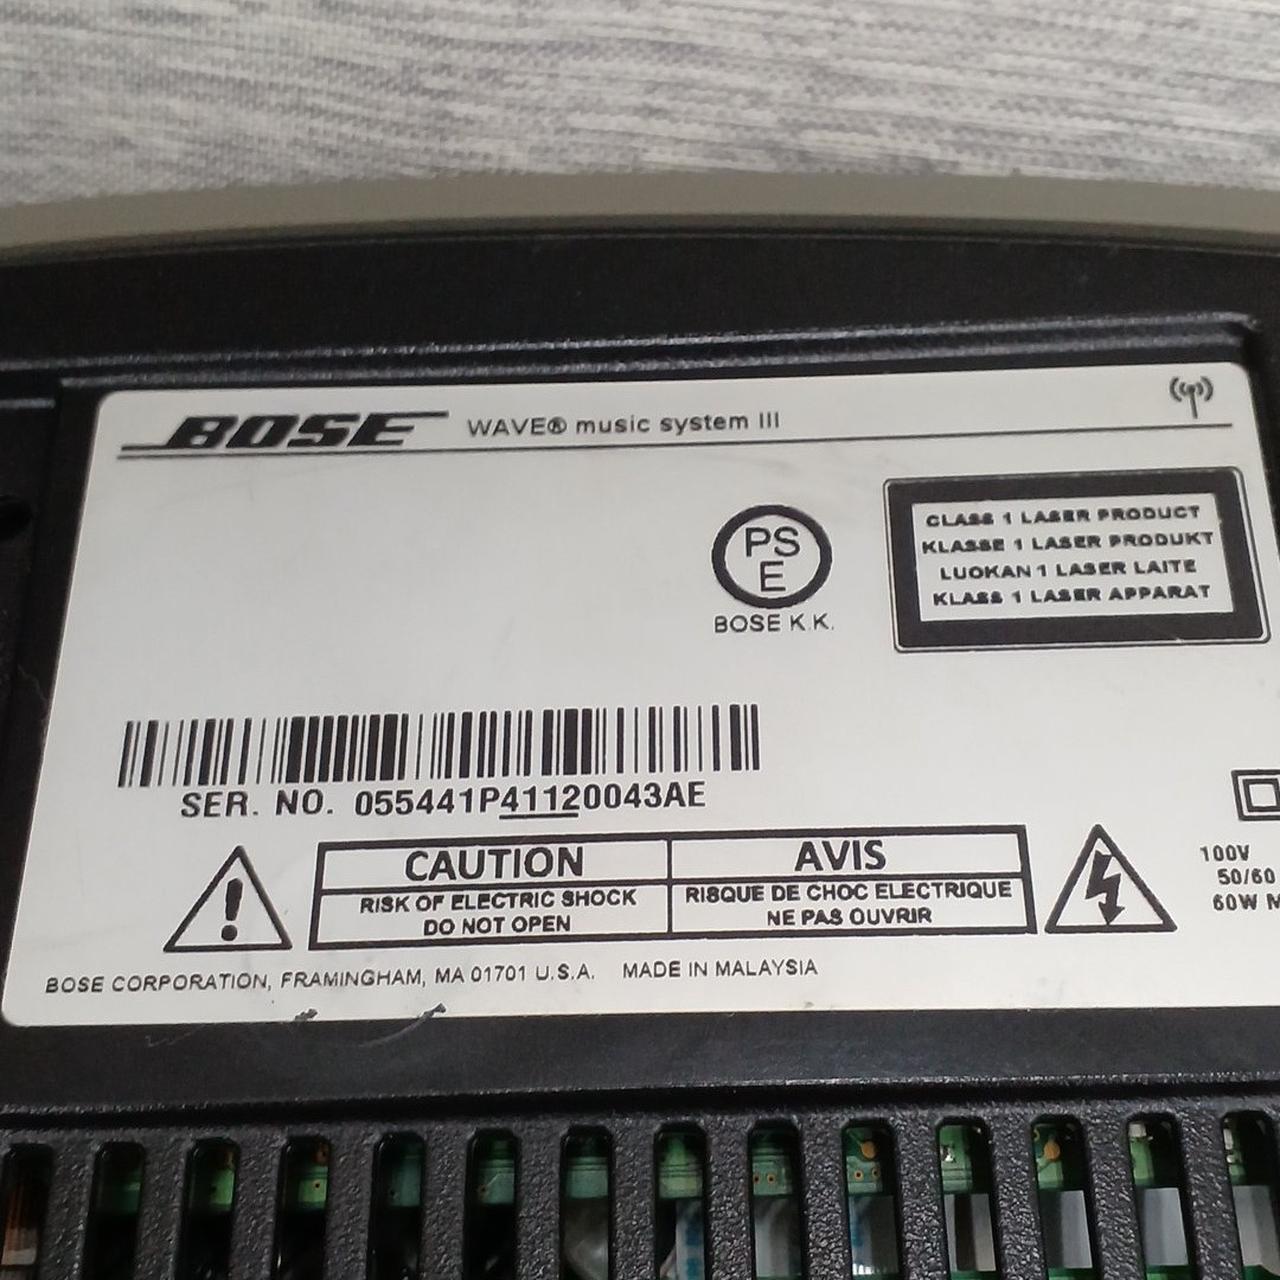 BOSE WAVE® music system III
PS
E
BOSE K.K.
CLASS 1 LASER PRODUCT
KLASSE 1 LASER PRODUKT
LUOKAN 1 LASER LAITE
KLASS 1 LASER APPARAT
SER. NO. 055441P41120043AE
CAUTION
RISK OF ELECTRIC SHOCK
DO NOT OPEN
AVIS
RISQUE DE CHOC ELECTRIQUE
NE PAS OUVRIR
100V
50/60
60W
BOSE CORPORATION, FRAMINGHAM, MA 01701 U.S.A. MADE IN MALAYSIA